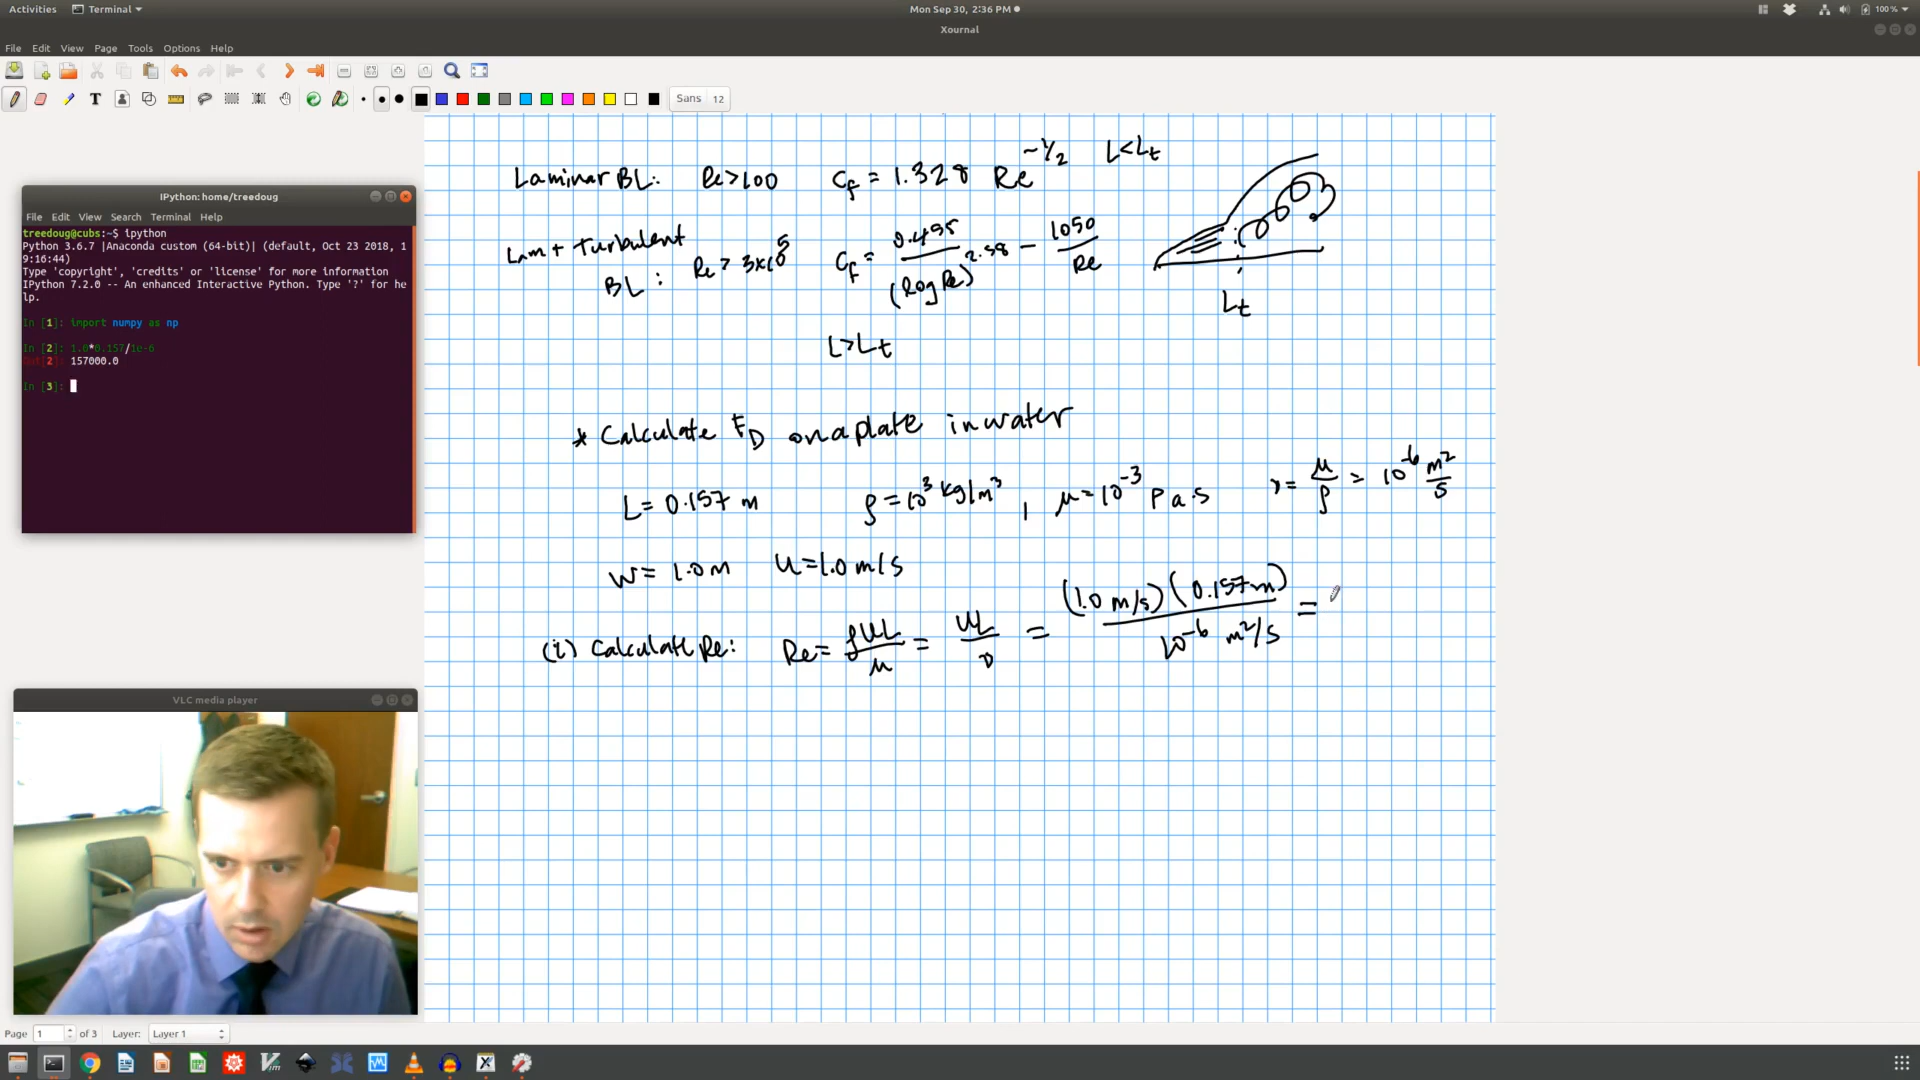 Activities Terminal Mon Sep 30, 2:36 PM 100 %
Xournal
File Edit View Page Tools Options Help
Sans 12
IPython: home/treedoug
File Edit View Search Terminal Help
treedoug@cubs:~$ ipython
Python 3.6.7 |Anaconda custom (64-bit)| (default, Oct 23 2018, 1
9:16:44)
Type 'copyright', 'credits' or 'license' for more information
IPython 7.2.0 -- An enhanced Interactive Python. Type '?' for he
lp.
In [1]: import numpy as np
In [2]: 1.0*0.157/1e-6
Out[2]: 157000.0
In [3]:
Laminar BL: Re>100 Cf = 1.328 Re^-1/2 L<Lt
Lam + Turbulent
BL: Re > 3x10^5 Cf = 0.455/(log Re)^2.58 - 1050/Re
Lt
L>Lt
* Calculate FD on a plate in water
L= 0.157 m ρ=10^3 kg/m^3, μ=10^-3 Pa.s ν= μ/ρ = 10^-6 m^2/s
W= 1.0m U=1.0m/s
(i) Calculate Re: Re= ρUL/μ = UL/ν = (1.0 m/s)(0.157m)/10^-6 m^2/s =
VLC media player
Page 1 of 3 Layer: Layer 1